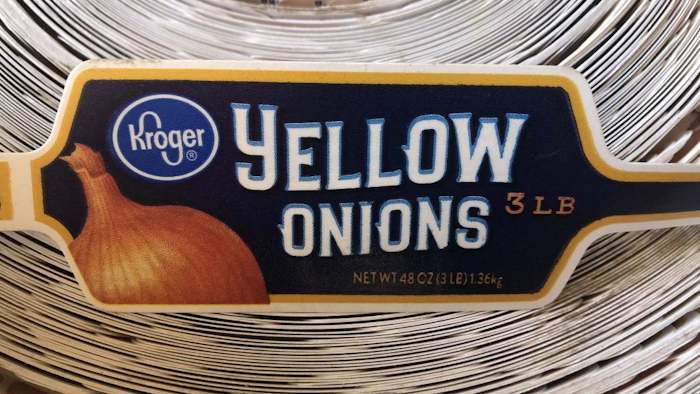 Kroger®
YELLOW
ONIONS
3 LB
NET WT 48 OZ (3 LB) 1.36kg